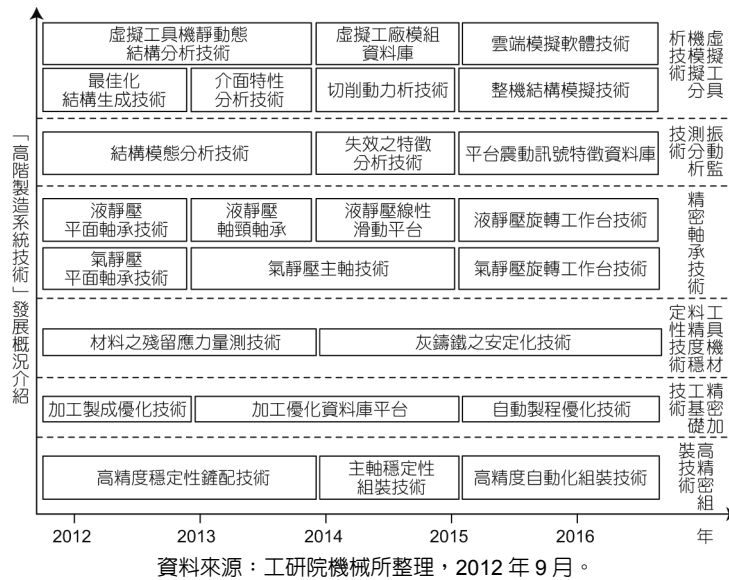 「高階製造系統技術」發展概況介紹
虛擬工具機靜動態
結構分析技術
虛擬工廠模組
資料庫
雲端模擬軟體技術
最佳化
結構生成技術
介面特性
分析技術
切削動力析技術
整機結構模擬技術
虛擬工具
機模擬分
析技術
結構模態分析技術
失效之特徵
分析技術
平台震動訊號特徵資料庫
振動監
測分析
技術
液靜壓
平面軸承技術
液靜壓
軸頸軸承
液靜壓線性
滑動平台
液靜壓旋轉工作台技術
氣靜壓
平面軸承技術
氣靜壓主軸技術
氣靜壓旋轉工作台技術
精密軸承技術
材料之殘留應力量測技術
灰鑄鐵之安定化技術
工具機材
料精度穩
定性技術
加工製成優化技術
加工優化資料庫平台
自動製程優化技術
精密加
工基礎
技術
高精度穩定性鏟配技術
主軸穩定性
組裝技術
高精度自動化組裝技術
高精密組
裝技術
2012
2013
2014
2015
2016
年
資料來源：工研院機械所整理，2012 年 9 月。